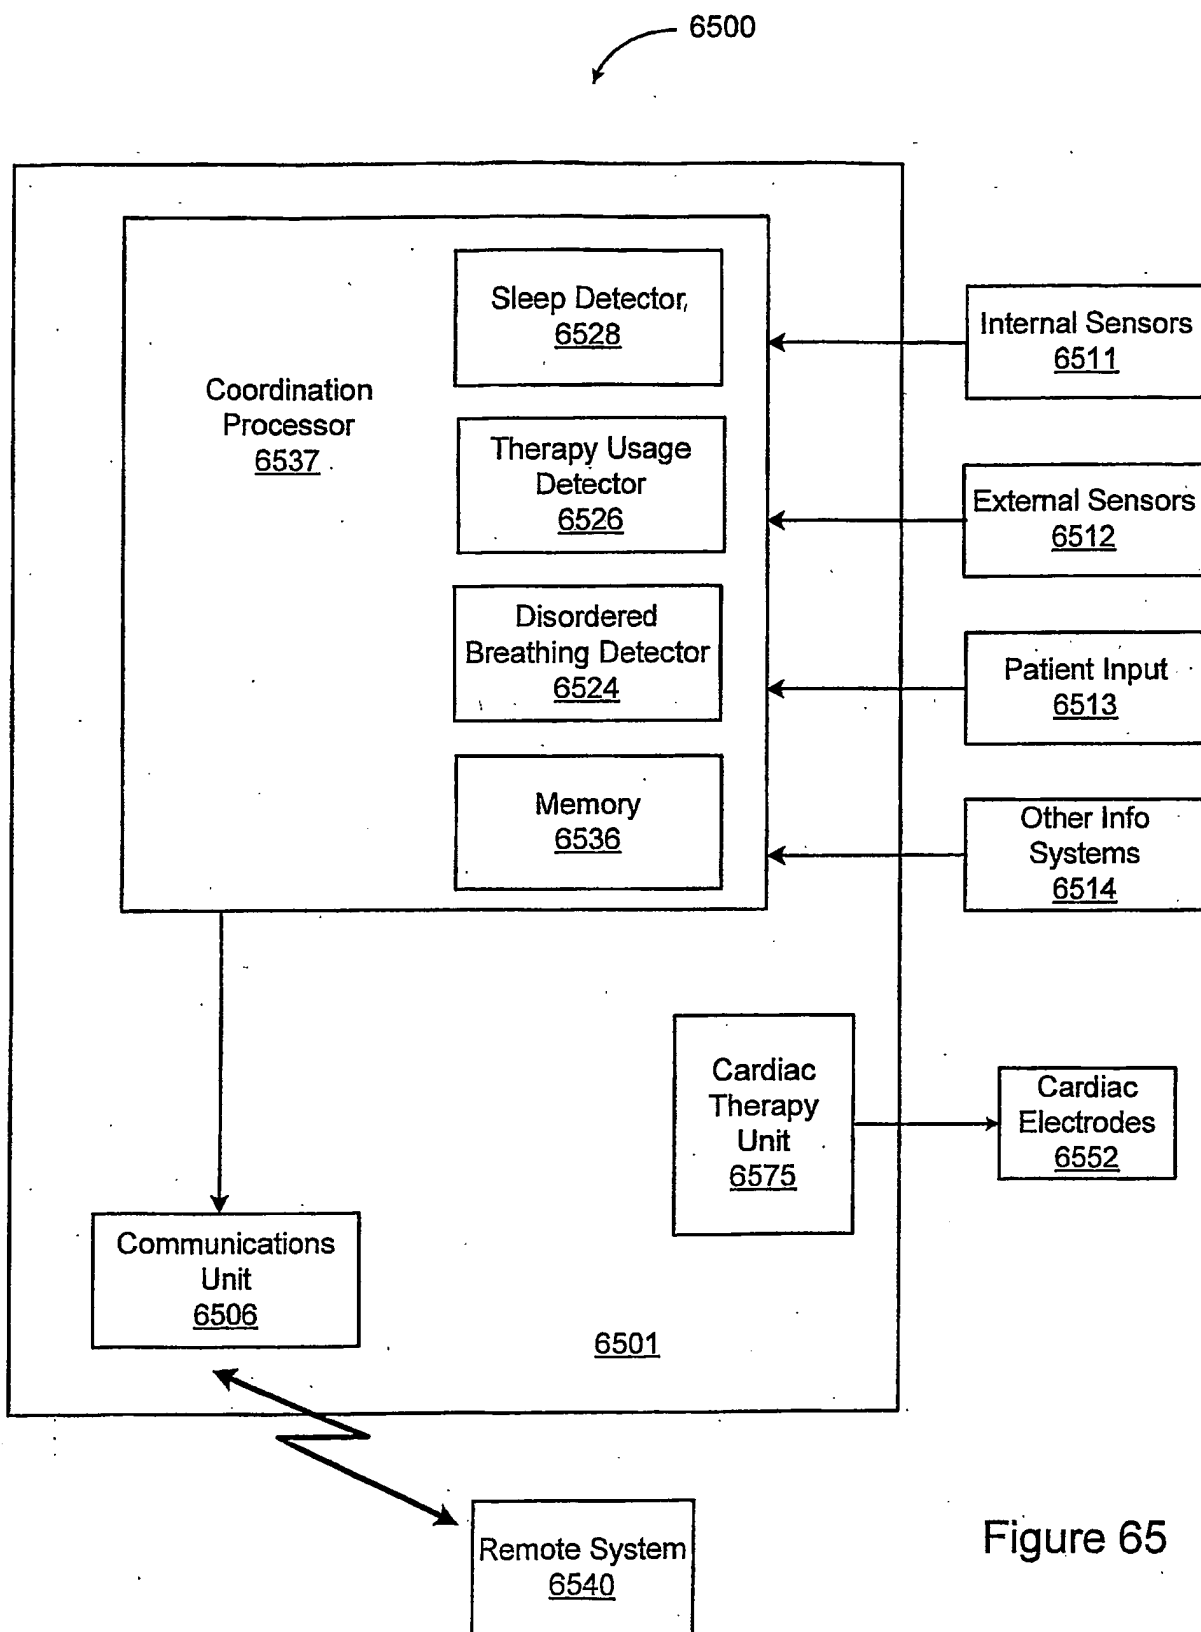 6500
Sleep Detector
6528
Internal Sensors
6511
Coordination
Processor
6537
Therapy Usage
Detector
6526
External Sensors
6512
Disordered
Breathing Detector
6524
Patient Input
6513
Memory
6536
Other Info
Systems
6514
Cardiac
Therapy
Unit
6575
Cardiac
Electrodes
6552
Communications
Unit
6506
6501
Remote System
6540
Figure 65